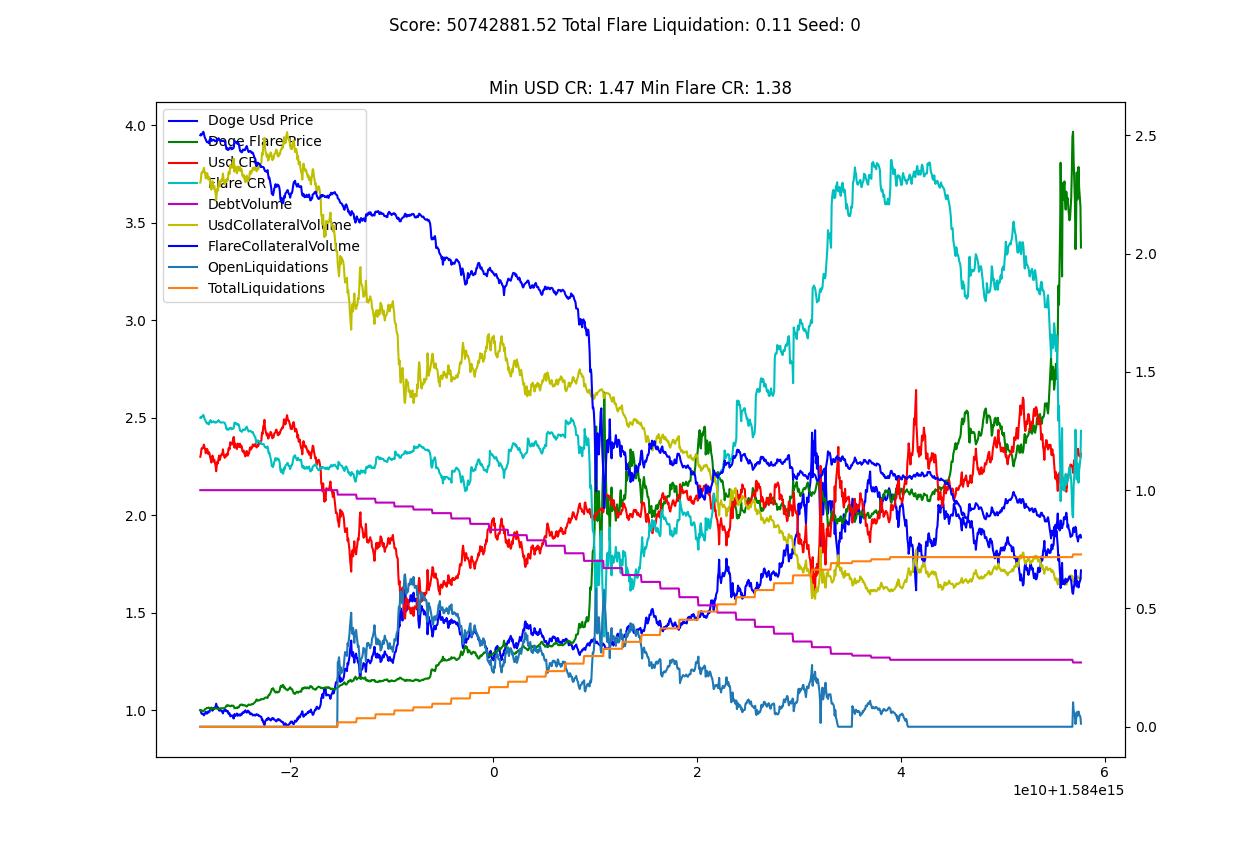 Score: 50742881.52 Total Flare Liquidation: 0.11 Seed: 0
Min USD CR: 1.47 Min Flare CR: 1.38
Doge Usd Price
Doge Flare Price
Usd CR
Flare CR
DebtVolume
UsdCollateralVolume
FlareCollateralVolume
OpenLiquidations
TotalLiquidations
4.0
3.5
3.0
2.5
2.0
1.5
1.0
2.5
2.0
1.5
1.0
0.5
0.0
−2
0
2
4
6
1e10+1.584e15